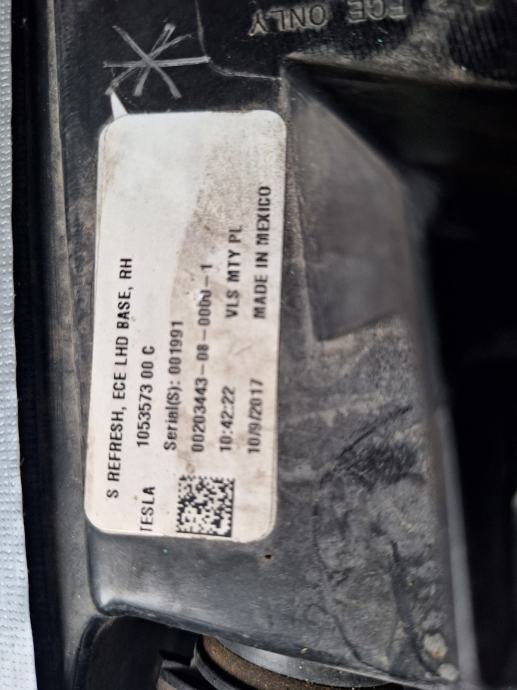 S REFRESH, ECE LHD BASE, RH
TESLA 1053573 00 C
Serial(S): 001991
00203443-08-0000-1
10:42:22 VLS MTY PL
10/9/2017 MADE IN MEXICO
ECE ONLY